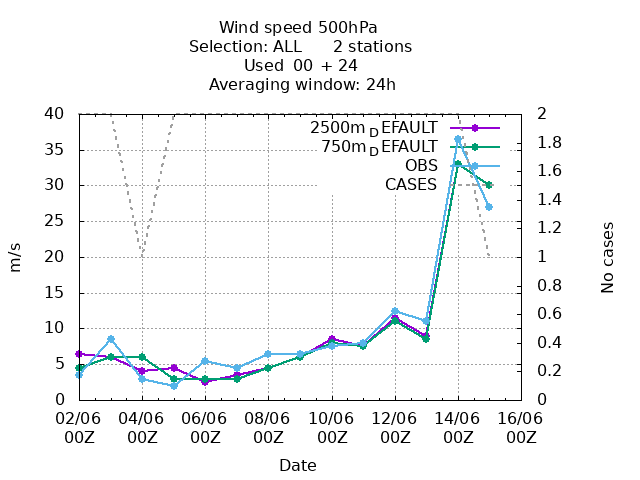 Wind speed 500hPa
Selection: ALL 2 stations
Used 00 + 24
Averaging window: 24h
40 2
35 1.8
30 1.6
25 1.4
20 1.2
15 1
10 0.8
5 0.6
0 0.4
0.2
0
2500mDEFAULT
750mDEFAULT
OBS
CASES
m/s
No cases
02/06 04/06 06/06 08/06 10/06 12/06 14/06 16/06
00Z 00Z 00Z 00Z 00Z 00Z 00Z 00Z
Date